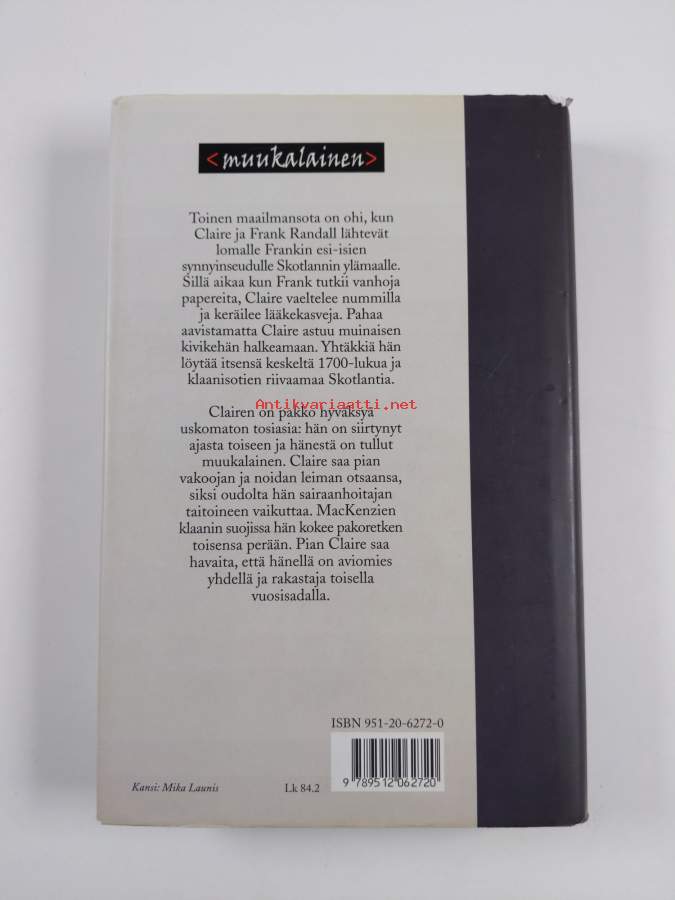 <muukalainen>
Toinen maailmansota on ohi, kun
Claire ja Frank Randall lähtevät
lomalle Frankin esi-isien
synnyinseudulle Skotlannin ylämaalle.
Sillä aikaa kun Frank tutkii vanhoja
papereita, Claire vaeltelee nummilla
ja keräilee lääkekasveja. Pahaa
aavistamatta Claire astuu muinaisen
kivikehän halkeamaan. Yhtäkkiä hän
löytää itsensä keskeltä 1700-lukua ja
klaanisotien riivaamaa Skotlantia.
Antikvariaatti.net
Clairen on pakko hyväksyä
uskomaton tosiasia: hän on siirtynyt
ajasta toiseen ja hänestä on tullut
muukalainen. Claire saa pian
vakoojan ja noidan leiman otsaansa,
siksi oudolta hän sairaanhoitajan
taitoineen vaikuttaa. MacKenzien
klaanin suojissa hän kokee pakoretken
toisensa perään. Pian Claire saa
havaita, että hänellä on aviomies
yhdellä ja rakastaja toisella
vuosisadalla.
ISBN 951-20-6272-0
9 789512 062720
Kansi: Mika Launis
Lk 84.2